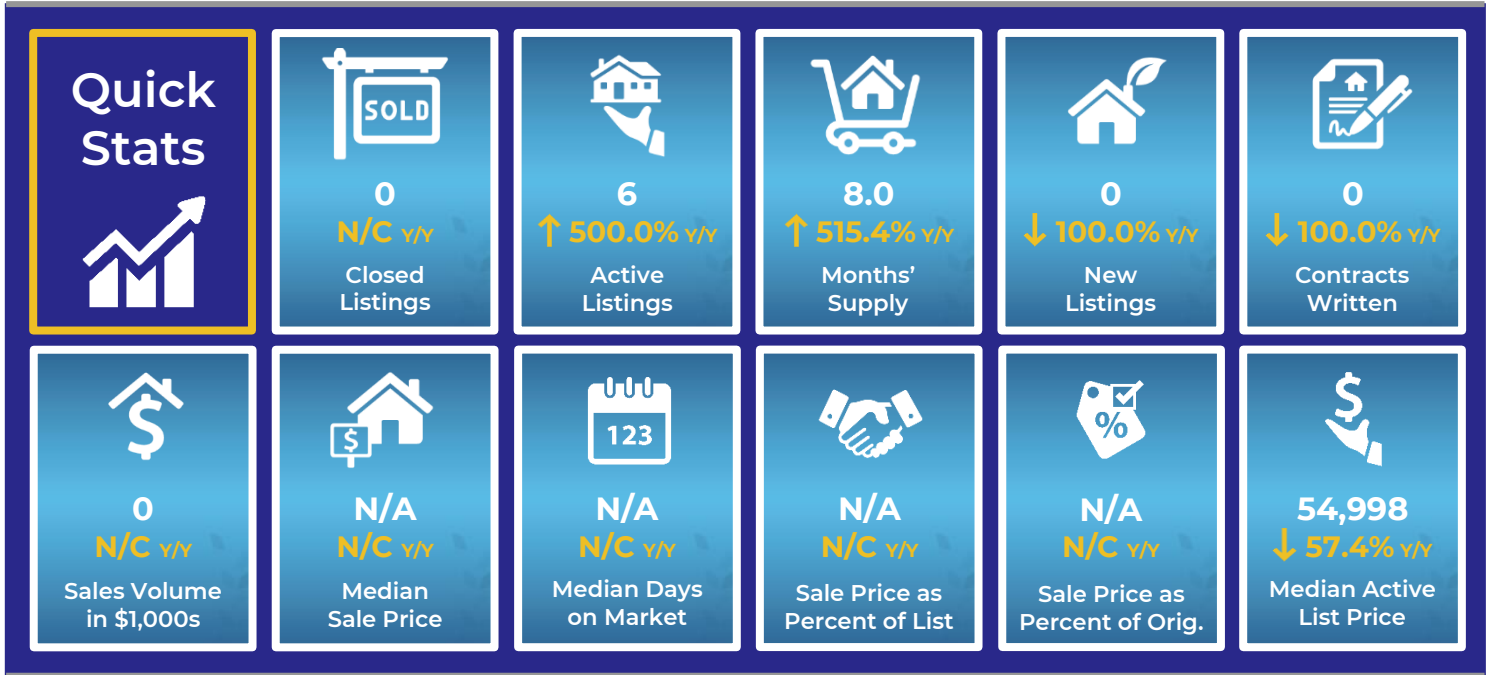 Quick
Stats
SOLD
0
N/C Y/Y
Closed
Listings
6
↑ 500.0% Y/Y
Active
Listings
8.0
↑ 515.4% Y/Y
Months’
Supply
0
↓ 100.0% Y/Y
New
Listings
0
↓ 100.0% Y/Y
Contracts
Written
$
0
N/C Y/Y
Sales Volume
in $1,000s
$
N/A
N/C Y/Y
Median
Sale Price
123
N/A
N/C Y/Y
Median Days
on Market
N/A
N/C Y/Y
Sale Price as
Percent of List
%
N/A
N/C Y/Y
Sale Price as
Percent of Orig.
$
54,998
↓ 57.4% Y/Y
Median Active
List Price